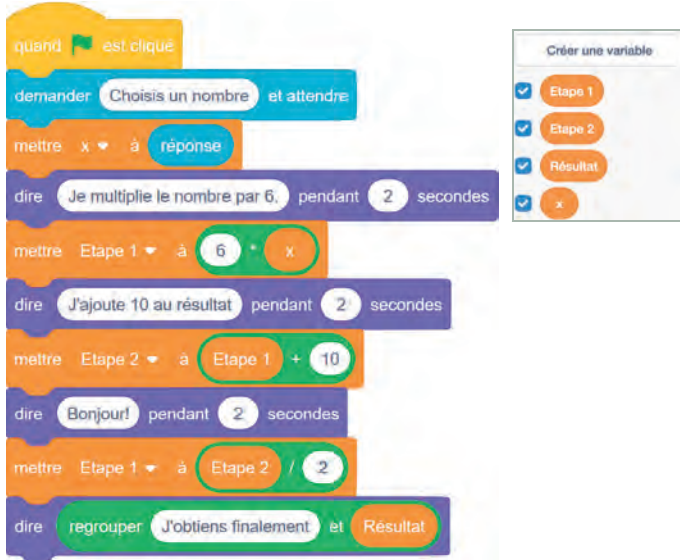 quand est cliqué
demander Choisis un nombre et attendre
mettre x à réponse
dire Je multiplie le nombre par 6. pendant 2 secondes
mettre Etape 1 à 6 * x
dire J'ajoute 10 au résultat pendant 2 secondes
mettre Etape 2 à Etape 1 + 10
dire Bonjour! pendant 2 secondes
mettre Etape 1 à Etape 2 / 2
dire regrouper J'obtiens finalement et Résultat
Créer une variable
Etape 1
Etape 2
Résultat
x